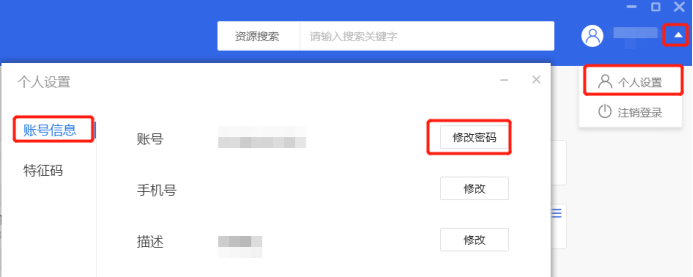 资源搜索 请输入搜索关键字
个人设置
注销登录
个人设置
账号信息
特征码
账号 修改密码
手机号 修改
描述 修改